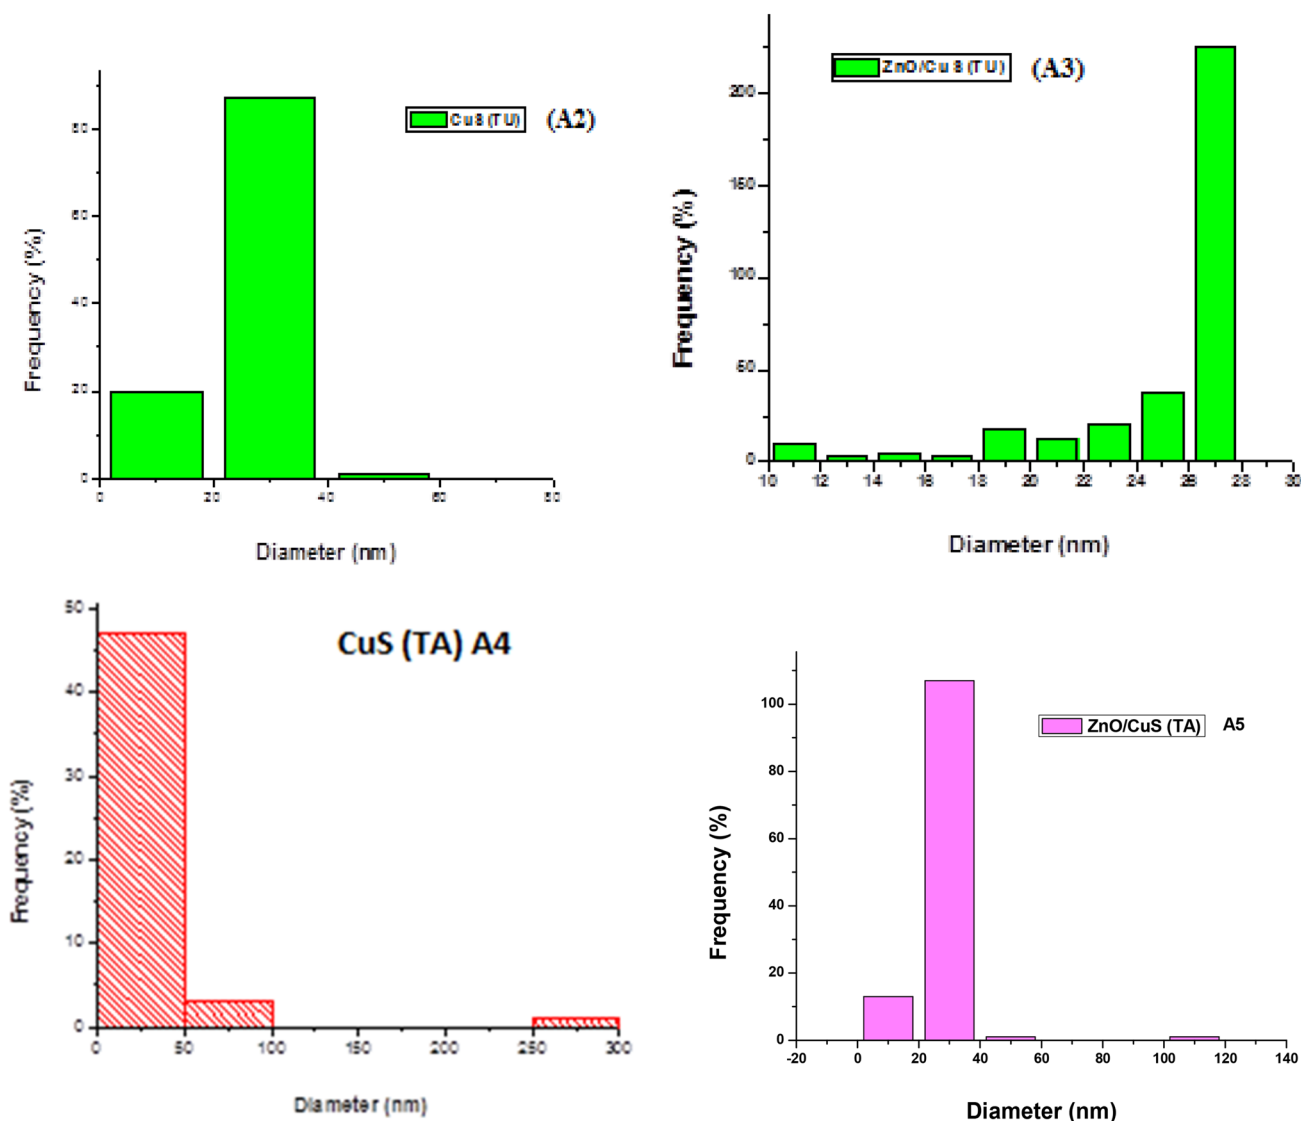 CuS (TU) (A2)
Frequency (%)
80
60
40
20
0
0 20 40 80
Diameter (nm)
ZnO/CuS (TU) (A3)
Frequency (%)
200
150
100
50
0
10 12 14 16 18 20 22 24 26 28 30
Diameter (nm)
CuS (TA) A4
Frequency (%)
50
40
30
20
10
0
0 50 100 150 200 250 300
Diameter (nm)
ZnO/CuS (TA) A5
Frequency (%)
100
80
60
40
20
0
-20 0 20 40 60 80 100 120 140
Diameter (nm)